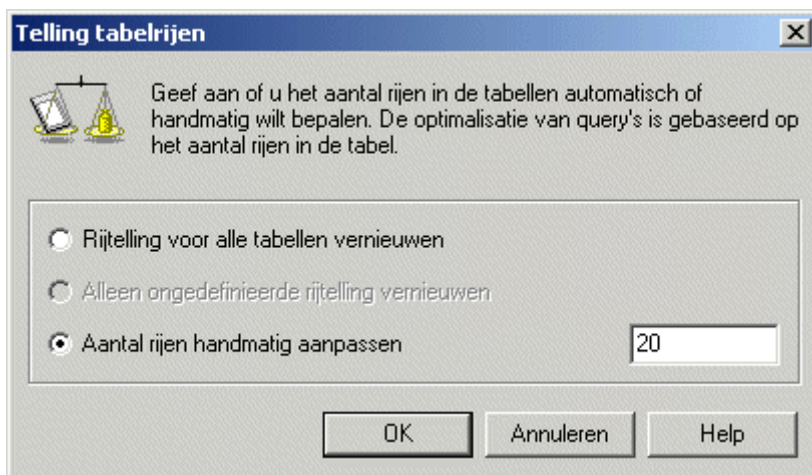 Telling tabelrijen
Geef aan of u het aantal rijen in de tabellen automatisch of
handmatig wilt bepalen. De optimalisatie van query's is gebaseerd op
het aantal rijen in de tabel.
Rijtelling voor alle tabellen vernieuwen
Alleen ongedefinieerde rijtelling vernieuwen
Aantal rijen handmatig aanpassen 20
OK Annuleren Help